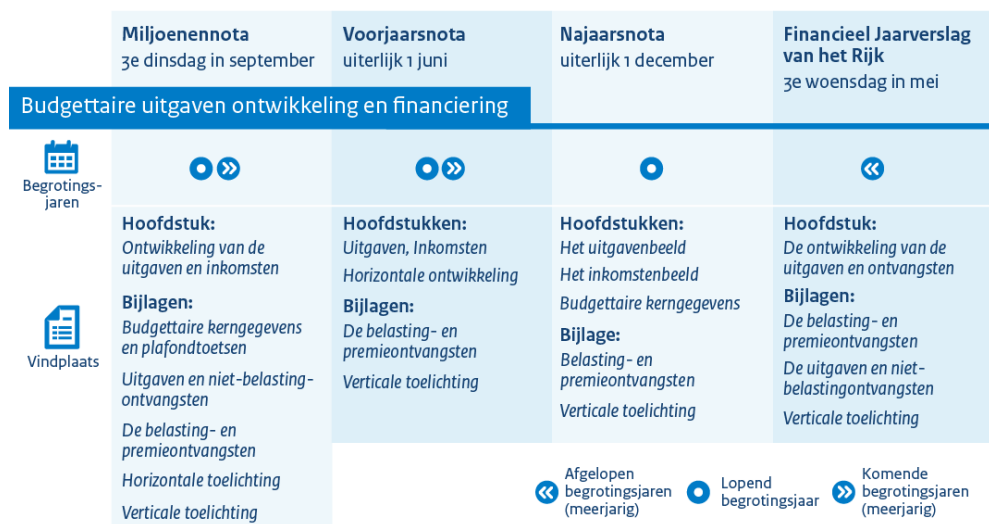 Miljoenennota
3e dinsdag in september
Voorjaarsnota
uiterlijk 1 juni
Najaarsnota
uiterlijk 1 december
Financieel Jaarverslag
van het Rijk
3e woensdag in mei
Budgettaire uitgaven ontwikkeling en financiering
Begrotings-
jaren
Vindplaats
Hoofdstuk:
Ontwikkeling van de
uitgaven en inkomsten
Bijlagen:
Budgettaire kerngegevens
en plafondtoetsen
Uitgaven en niet-belasting-
ontvangsten
De belasting- en
premieontvangsten
Horizontale toelichting
Verticale toelichting
Hoofdstukken:
Uitgaven, Inkomsten
Horizontale ontwikkeling
Bijlagen:
De belasting- en
premieontvangsten
Verticale toelichting
Hoofdstukken:
Het uitgavenbeeld
Het inkomstenbeeld
Budgettaire kerngegevens
Bijlage:
Belasting- en
premieontvangsten
Verticale toelichting
Hoofdstuk:
De ontwikkeling van de
uitgaven en ontvangsten
Bijlagen:
De belasting- en
premieontvangsten
De uitgaven en niet-
belastingontvangsten
Verticale toelichting
Afgelopen
begrotingsjaren
(meerjarig)
Lopend
begrotingsjaar
Komende
begrotingsjaren
(meerjarig)